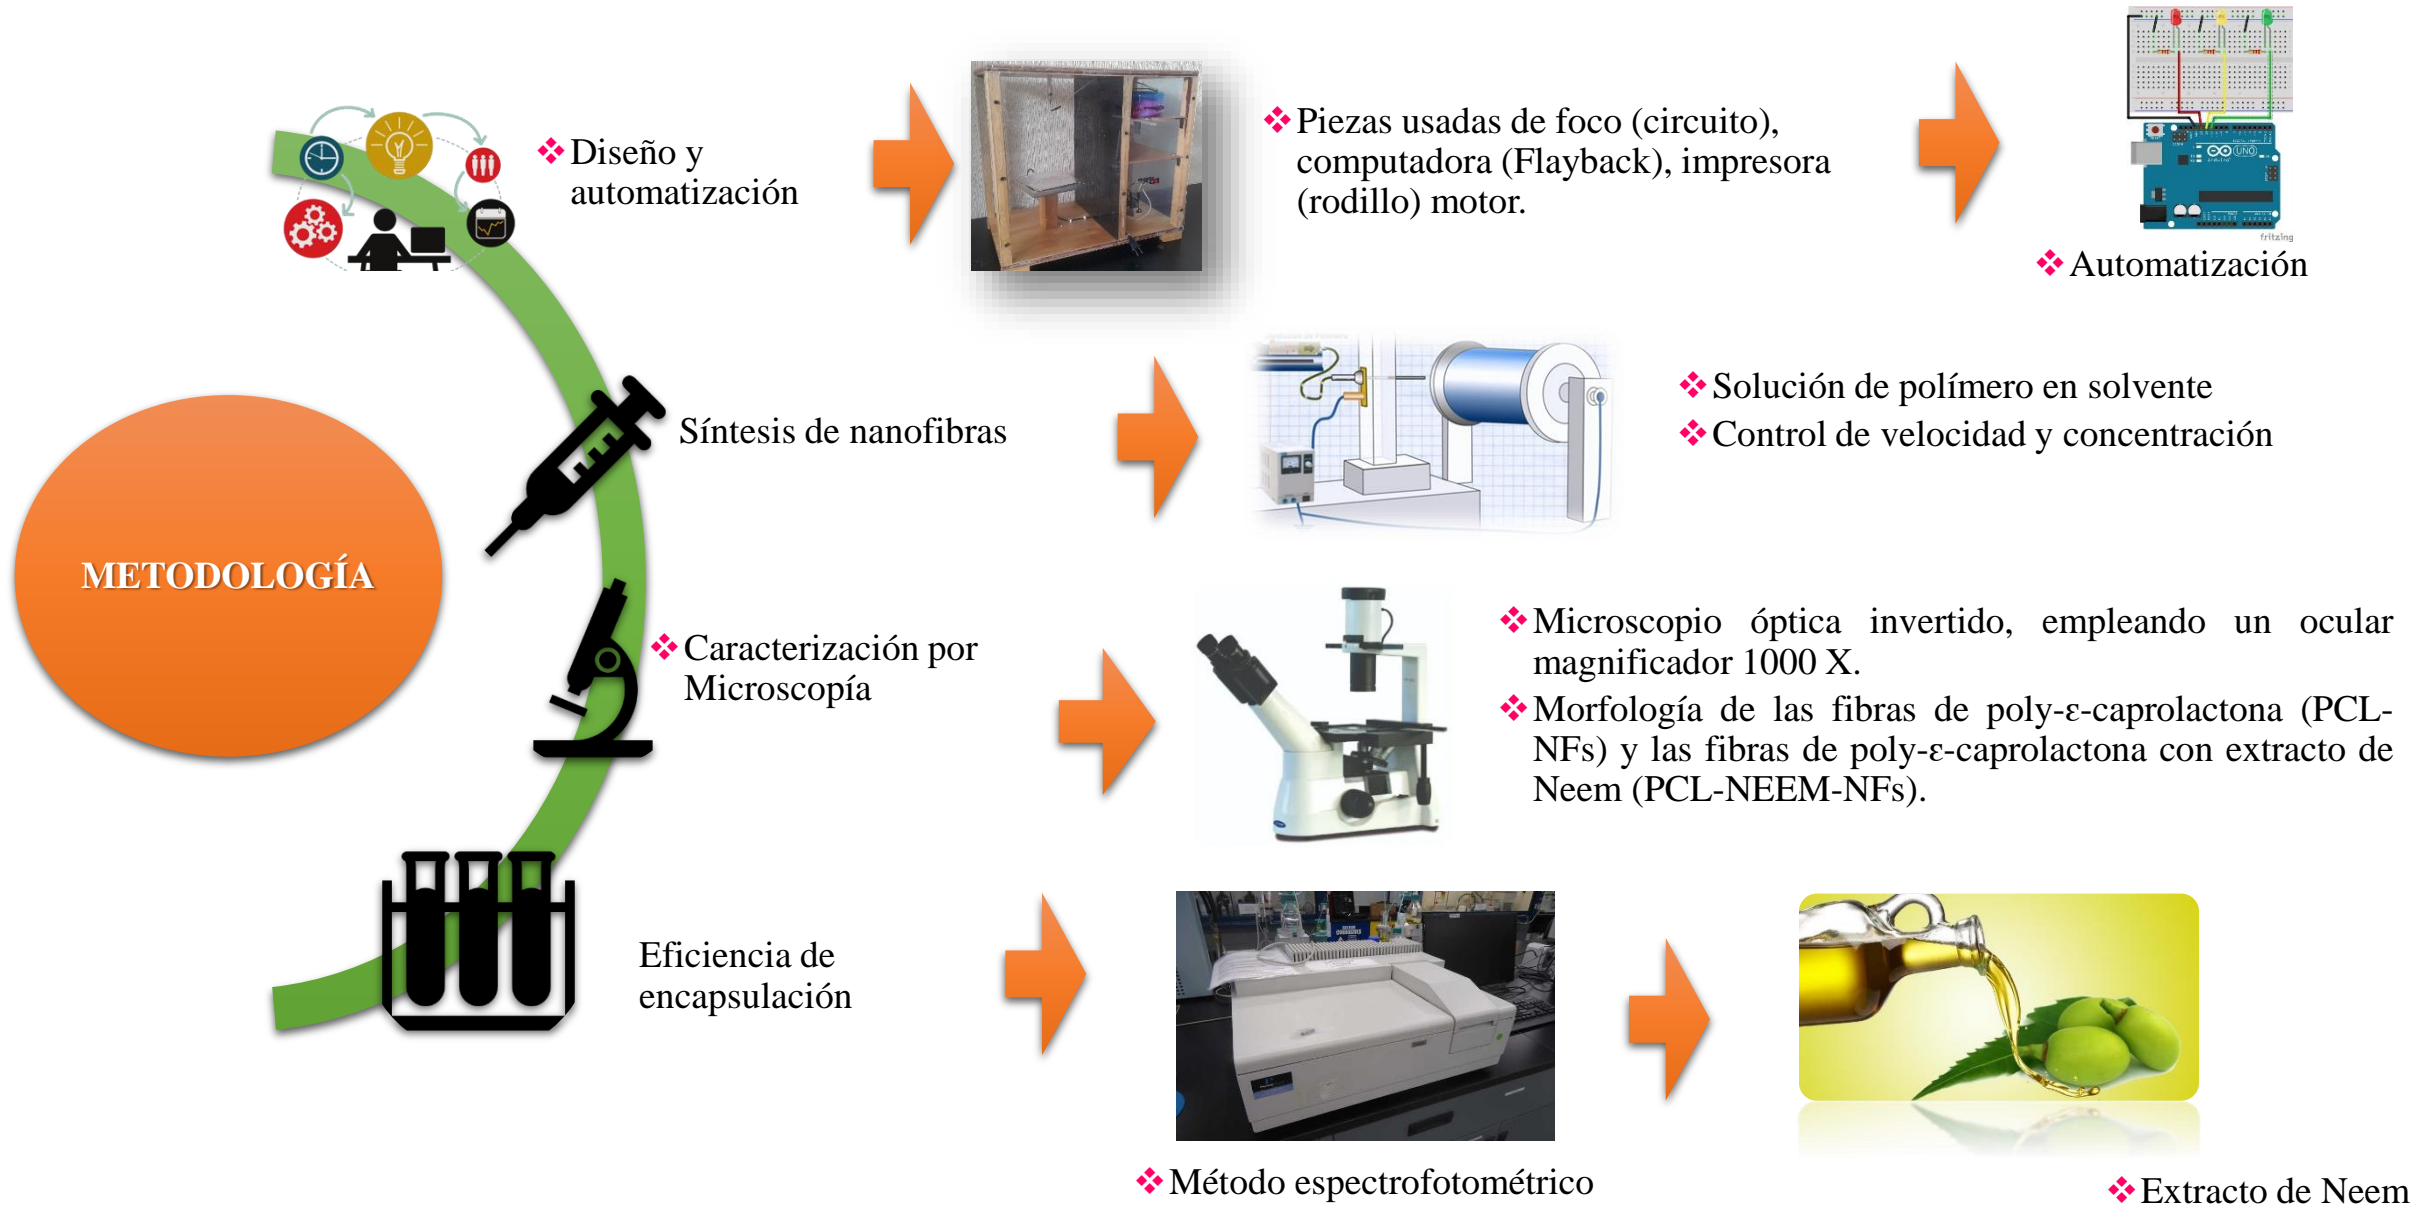 METODOLOGÍA
❖ Diseño y
automatización
❖ Piezas usadas de foco (circuito),
computadora (Flayback), impresora
(rodillo) motor.
UNO
fritzing
❖ Automatización
Síntesis de nanofibras
❖ Solución de polímero en solvente
❖ Control de velocidad y concentración
❖ Caracterización por
Microscopía
❖ Microscopio óptica invertido, empleando un ocular
magnificador 1000 X.
❖ Morfología de las fibras de poly-ε-caprolactona (PCL-
NFs) y las fibras de poly-ε-caprolactona con extracto de
Neem (PCL-NEEM-NFs).
Eficiencia de
encapsulación
❖ Método espectrofotométrico
❖ Extracto de Neem